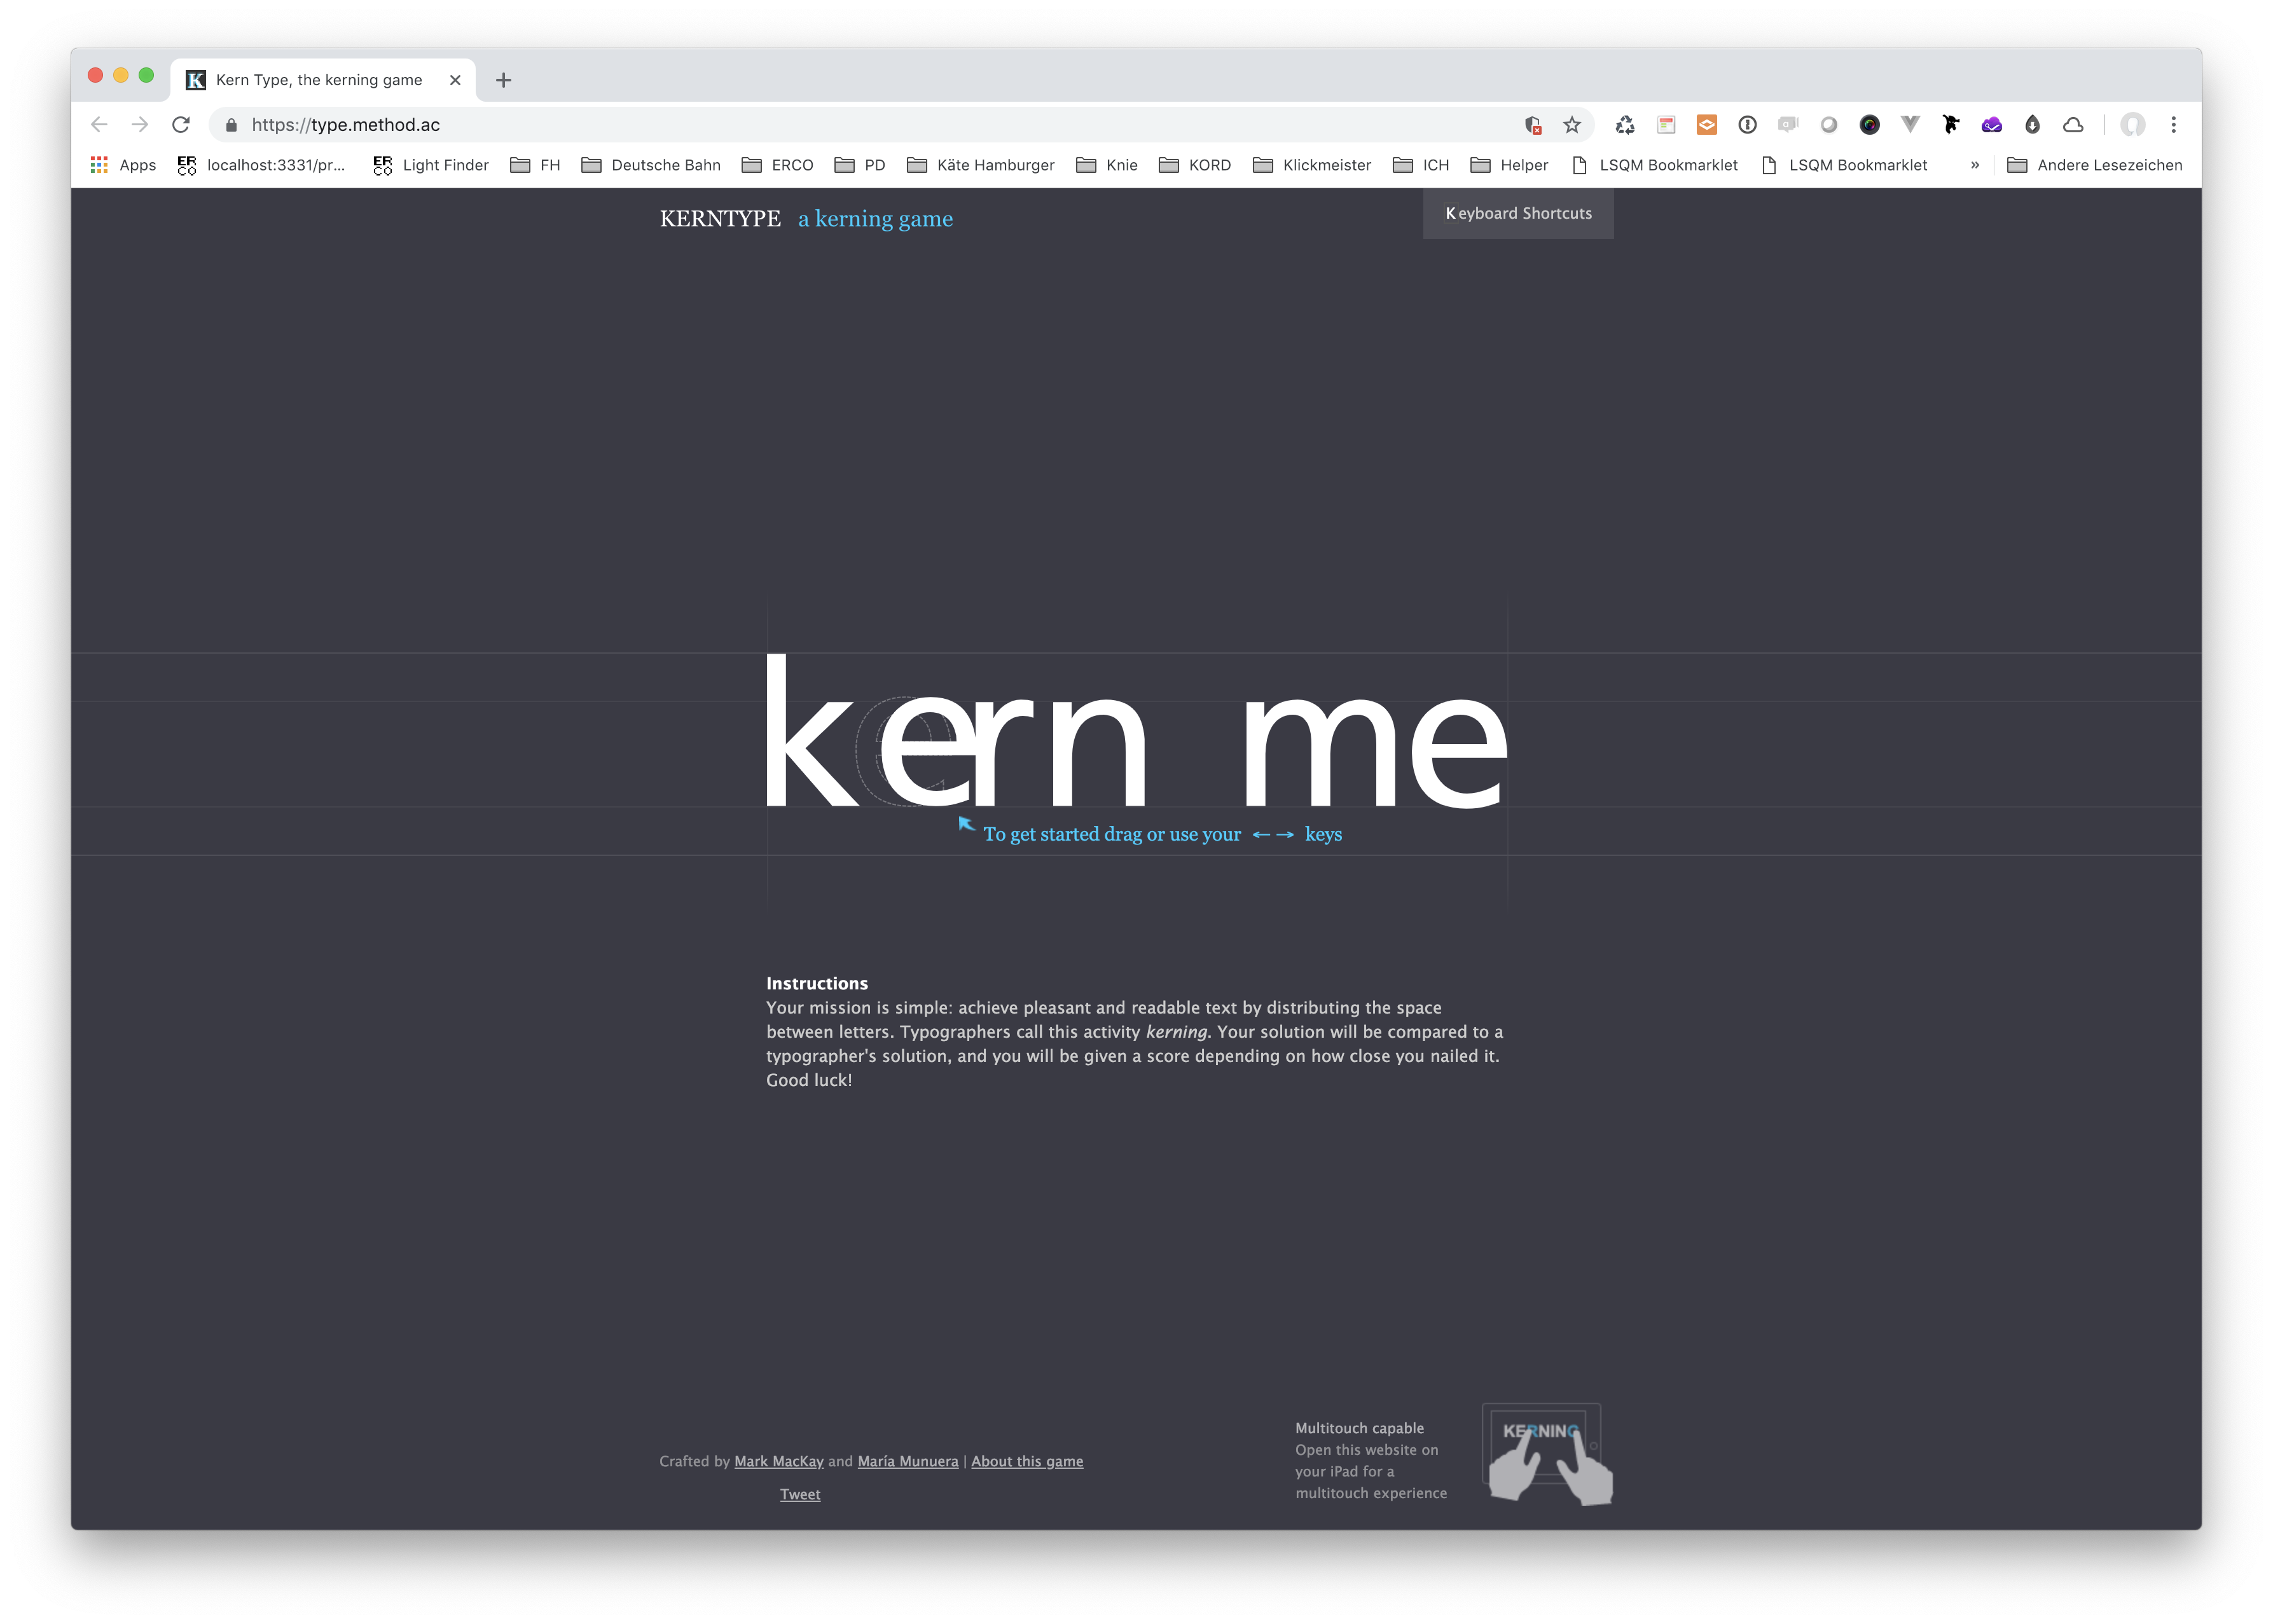 Kern Type, the kerning game
https://type.method.ac
Apps ERCO localhost:3331/pr... ERCO Light Finder FH Deutsche Bahn ERCO PD Käte Hamburger Knie KORD Klickmeister ICH Helper LSQM Bookmarklet LSQM Bookmarklet » Andere Lesezeichen
KERNTYPE a kerning game
Keyboard Shortcuts
kern me
To get started drag or use your ←→ keys
Instructions
Your mission is simple: achieve pleasant and readable text by distributing the space
between letters. Typographers call this activity kerning. Your solution will be compared to a
typographer's solution, and you will be given a score depending on how close you nailed it.
Good luck!
Multitouch capable
Open this website on
your iPad for a
multitouch experience
KERNING
Crafted by Mark MacKay and María Munuera | About this game
Tweet